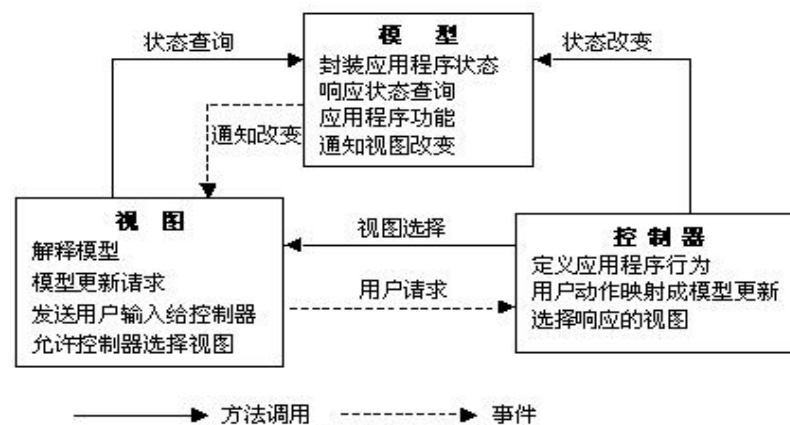 状态查询
模 型
封装应用程序状态
响应状态查询
应用程序功能
通知视图改变
状态改变
通知改变
视 图
解释模型
模型更新请求
发送用户输入给控制器
允许控制器选择视图
视图选择
用户请求
控 制 器
定义应用程序行为
用户动作映射成模型更新
选择响应的视图
方法调用
事件